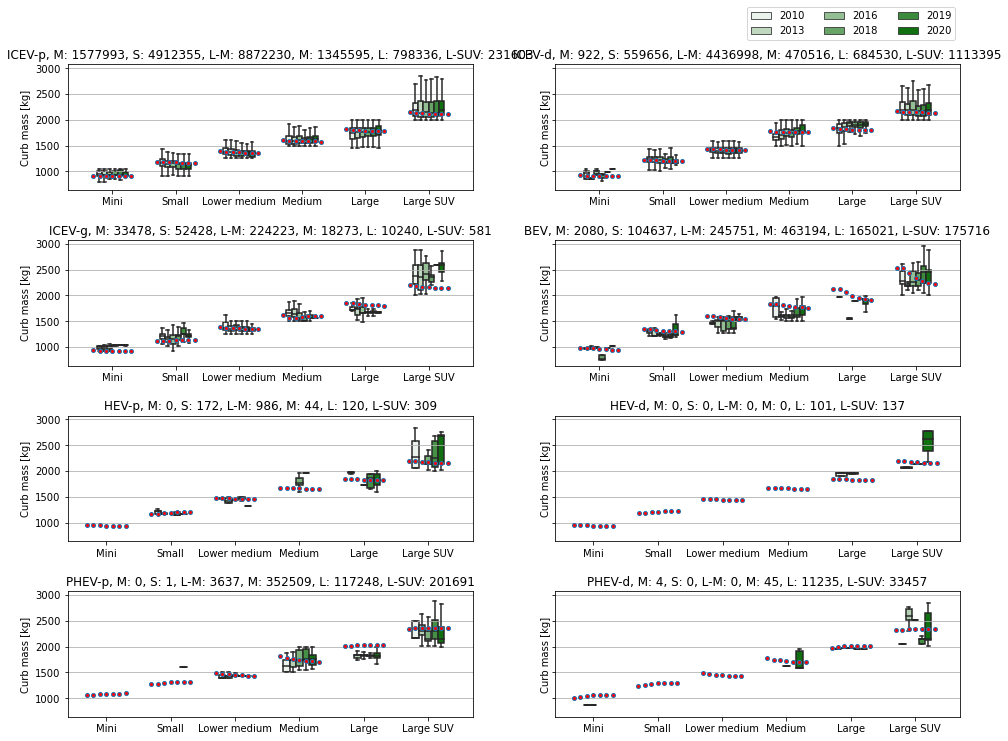 2010 2016 2019
2013 2018 2020
ICEV-p, M: 1577993, S: 4912355, L-M: 8872230, M: 1345595, L: 798336, L-SUV:
M: 922, S: 559656, L-M: 4436998, M: 470516, L: 684530, L-SUV: 1113395
Curb mass [kg]
3000
2500
2000
1500
1000
Mini Small Lower medium Medium Large Large SUV
Curb mass [kg]
Mini Small Lower medium Medium Large Large SUV
ICEV-g, M: 33478, S: 52428, L-M: 224223, M: 18273, L: 10240, L-SUV: 581
BEV, M: 2080, S: 104637, L-M: 245751, M: 463194, L: 165021, L-SUV: 175716
Curb mass [kg]
3000
2500
2000
1500
1000
Mini Small Lower medium Medium Large Large SUV
Curb mass [kg]
Mini Small Lower medium Medium Large Large SUV
HEV-p, M: 0, S: 172, L-M: 986, M: 44, L: 120, L-SUV: 309
HEV-d, M: 0, S: 0, L-M: 0, M: 0, L: 101, L-SUV: 137
Curb mass [kg]
3000
2500
2000
1500
1000
Mini Small Lower medium Medium Large Large SUV
Curb mass [kg]
Mini Small Lower medium Medium Large Large SUV
PHEV-p, M: 0, S: 1, L-M: 3637, M: 352509, L: 117248, L-SUV: 201691
PHEV-d, M: 4, S: 0, L-M: 0, M: 45, L: 11235, L-SUV: 33457
Curb mass [kg]
3000
2500
2000
1500
1000
Mini Small Lower medium Medium Large Large SUV
Curb mass [kg]
Mini Small Lower medium Medium Large Large SUV